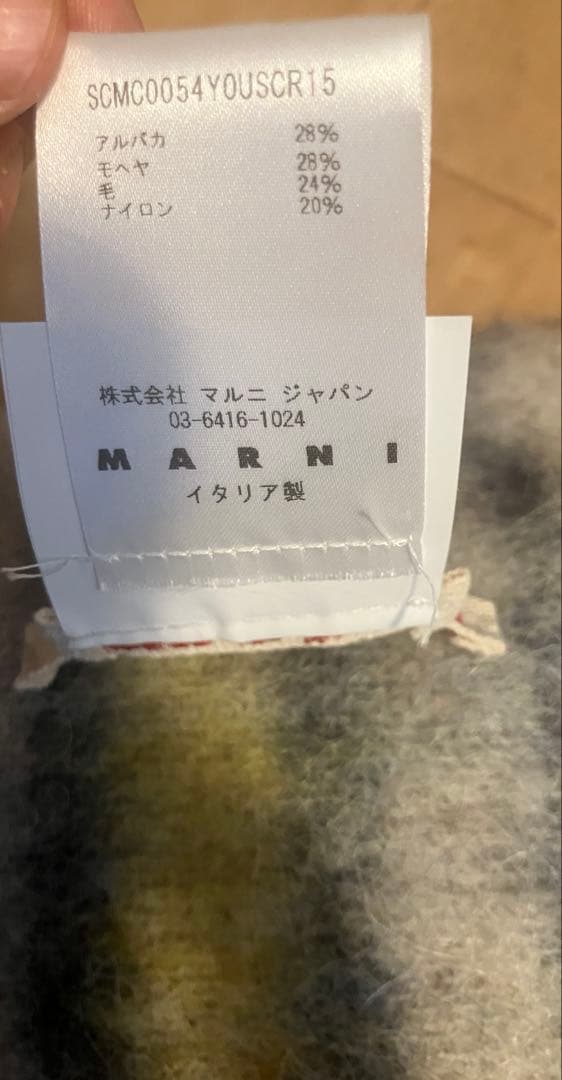 SCMC0054Y0USCR15
アルパカ 28%
モヘヤ 28%
毛 24%
ナイロン 20%
株式会社 マルニ ジャパン
03-6416-1024
MARNI
イタリア製